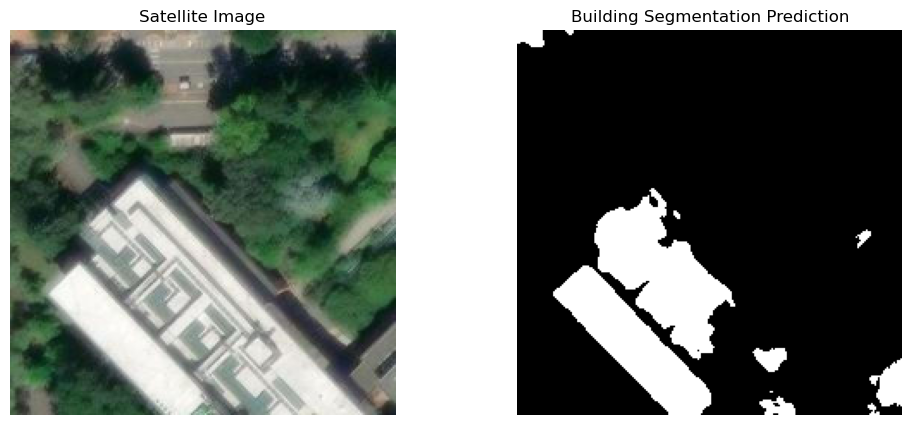 Satellite Image
Building Segmentation Prediction